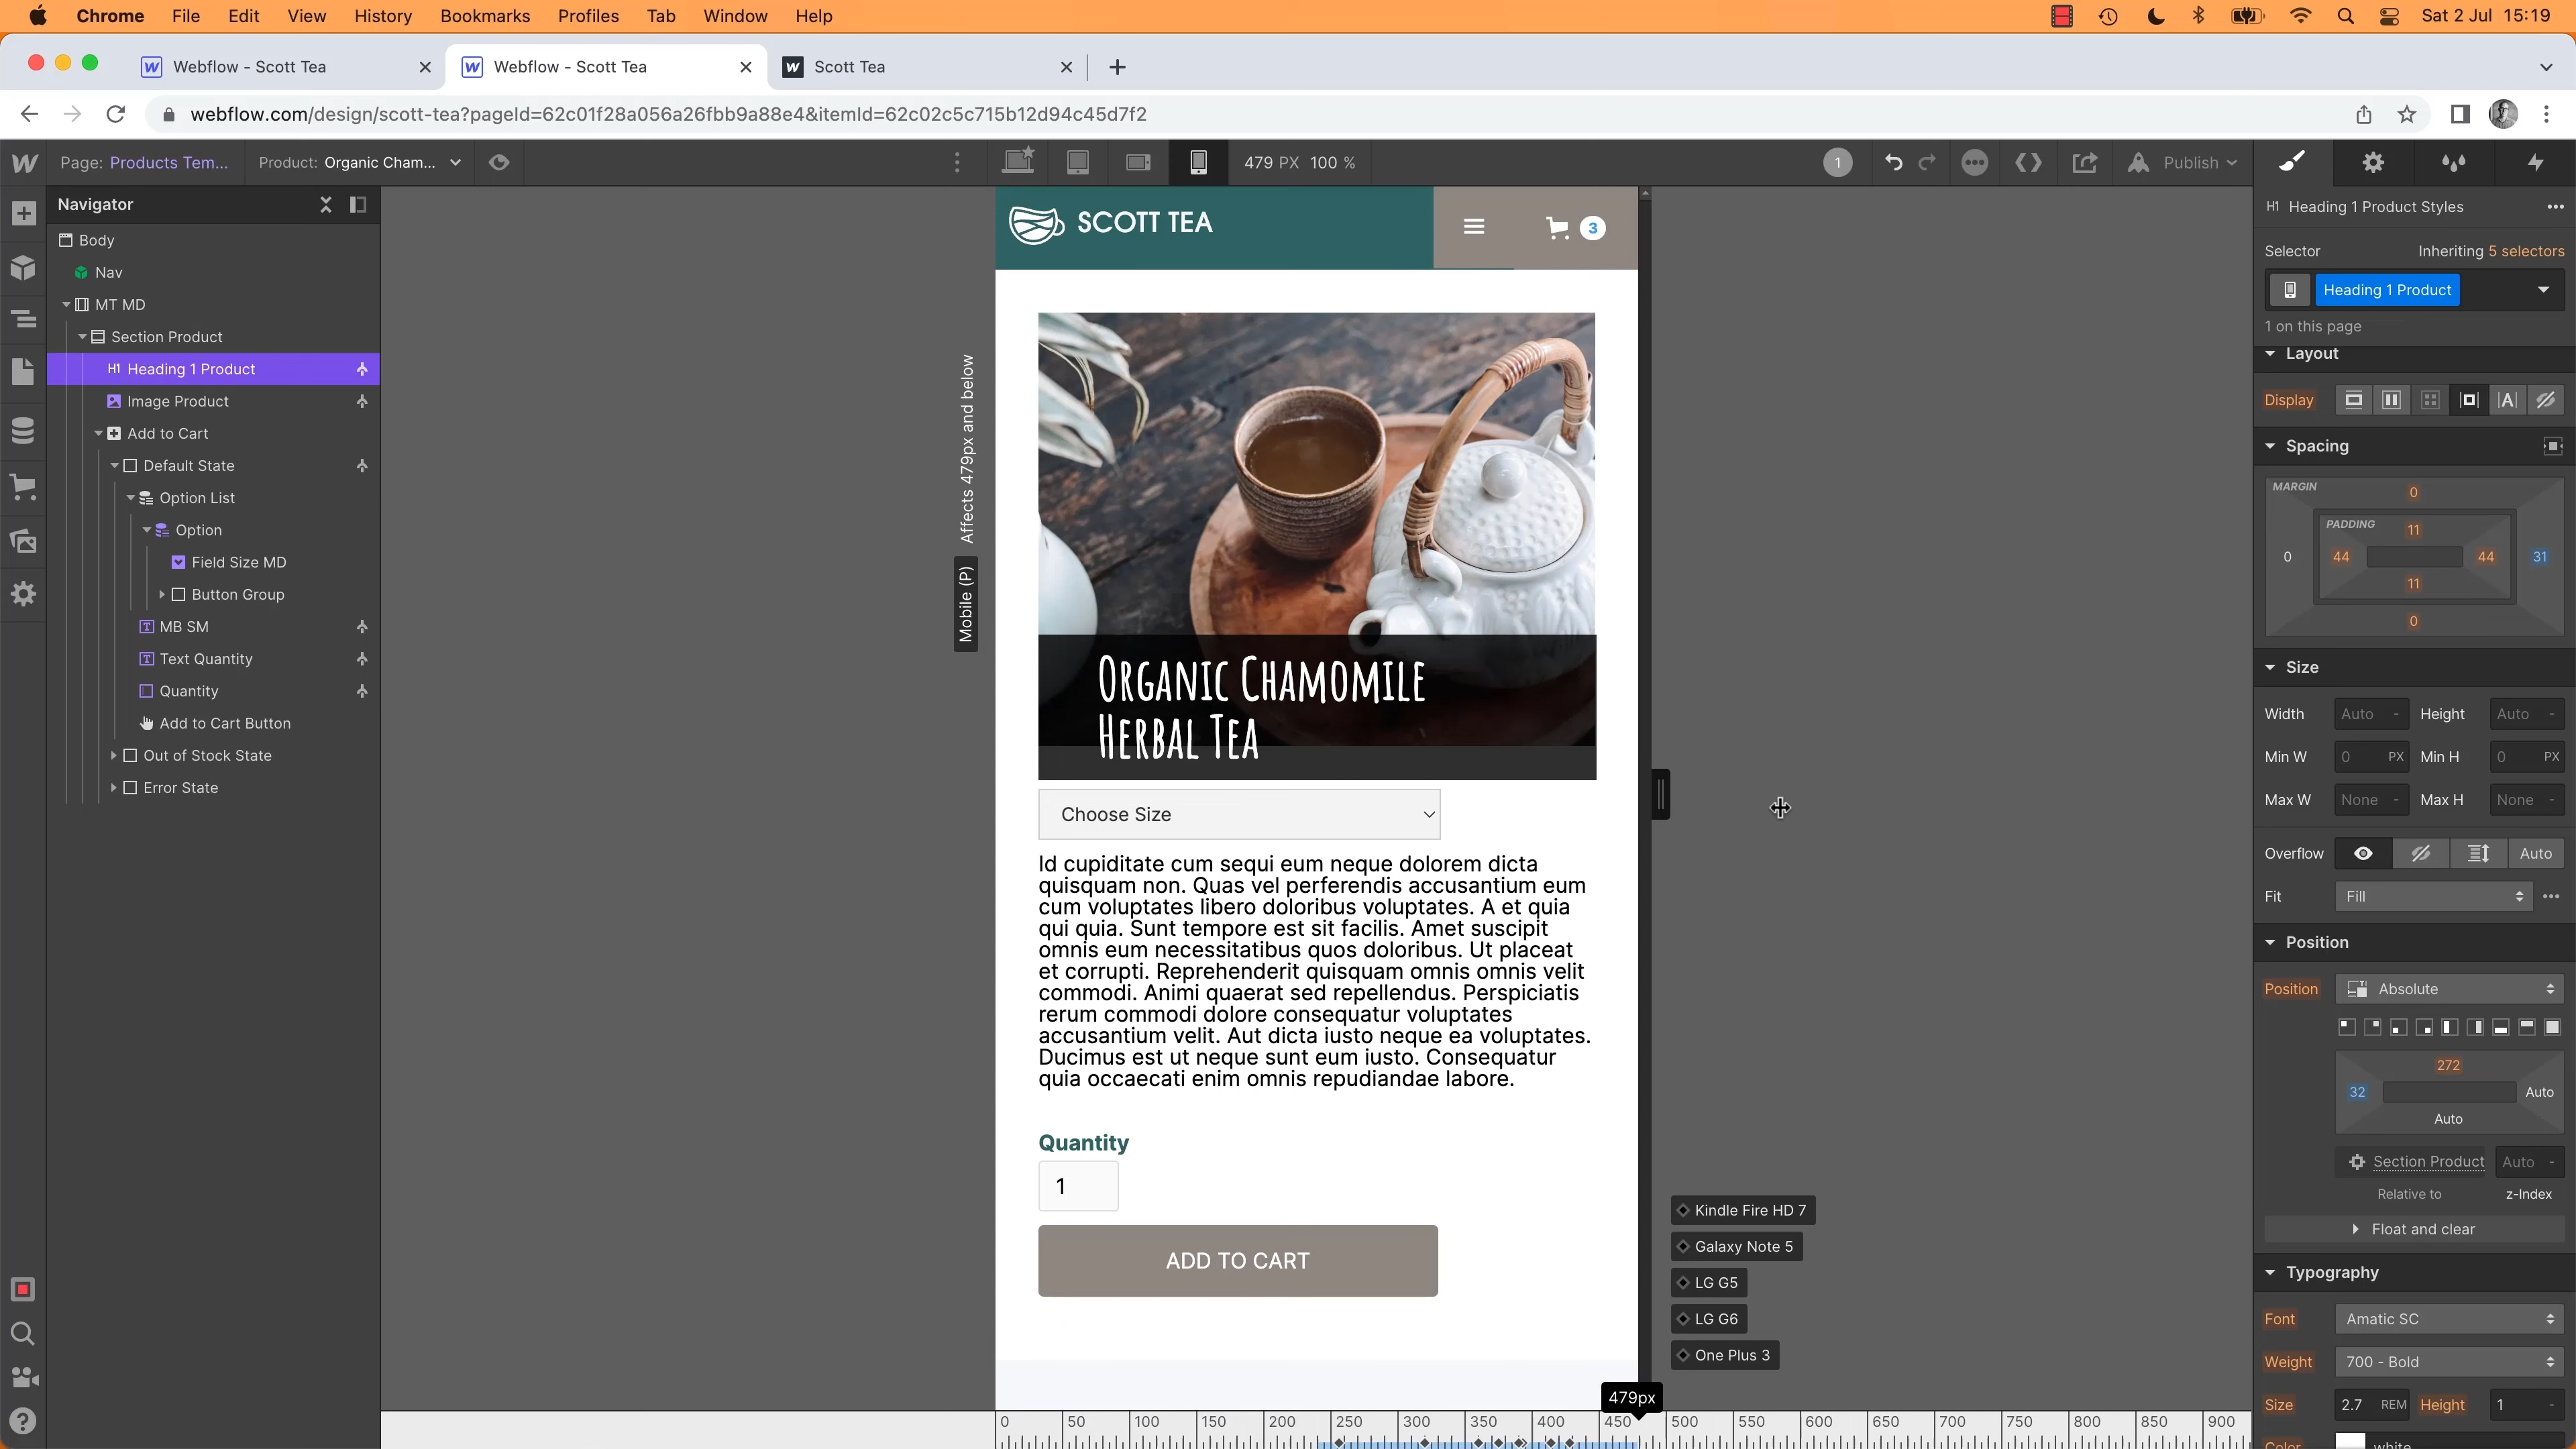 Chrome File Edit View History Bookmarks Profiles Tab Window Help Sat 2 Jul 15:19
Webflow - Scott Tea Webflow - Scott Tea Scott Tea
webflow.com/design/scott-tea?pageId=62c01f28a056a26fbb9a88e4&itemId=62c02c5c715b12d94c45d7f2
Page: Products Tem... Product: Organic Cham... 479 PX 100 % 1 Publish
Navigator
Body
Nav
MT MD
Section Product
H1 Heading 1 Product
Image Product
Add to Cart
Default State
Option List
Option
Field Size MD
Button Group
MB SM
Text Quantity
Quantity
Add to Cart Button
Out of Stock State
Error State
Affects 479px and below
Mobile (P)
SCOTT TEA 3
Organic Chamomile
Herbal Tea
Choose Size
Id cupiditate cum sequi eum neque dolorem dicta
quisquam non. Quas vel perferendis accusantium eum
cum voluptates libero doloribus voluptates. A et quia
qui quia. Sunt tempore est sit facilis. Amet suscipit
omnis eum necessitatibus quos doloribus. Ut placeat
et corrupti. Reprehenderit quisquam omnis omnis velit
commodi. Animi quaerat sed repellendus. Perspiciatis
rerum commodi dolore consequatur voluptates
accusantium velit. Aut dicta iusto neque ea voluptates.
Ducimus est ut neque sunt eum iusto. Consequatur
quia occaecati enim omnis repudiandae labore.
Quantity
1
ADD TO CART
Kindle Fire HD 7
Galaxy Note 5
LG G5
LG G6
One Plus 3
479px
0 50 100 150 200 250 300 350 400 450 500 550 600 650 700 750 800 850 900
H1 Heading 1 Product Styles
Selector Inheriting 5 selectors
Heading 1 Product
1 on this page
Layout
Display
Spacing
MARGIN 0
PADDING 11
0 44 44 31
11
0
Size
Width Auto - Height Auto -
Min W 0 PX Min H 0 PX
Max W None - Max H None -
Overflow Auto
Fit Fill
Position
Position Absolute
272
32 Auto
Auto
Section Product Auto -
Relative to z-Index
Float and clear
Typography
Font Amatic SC
Weight 700 - Bold
Size 2.7 REM Height 1 -
Color white